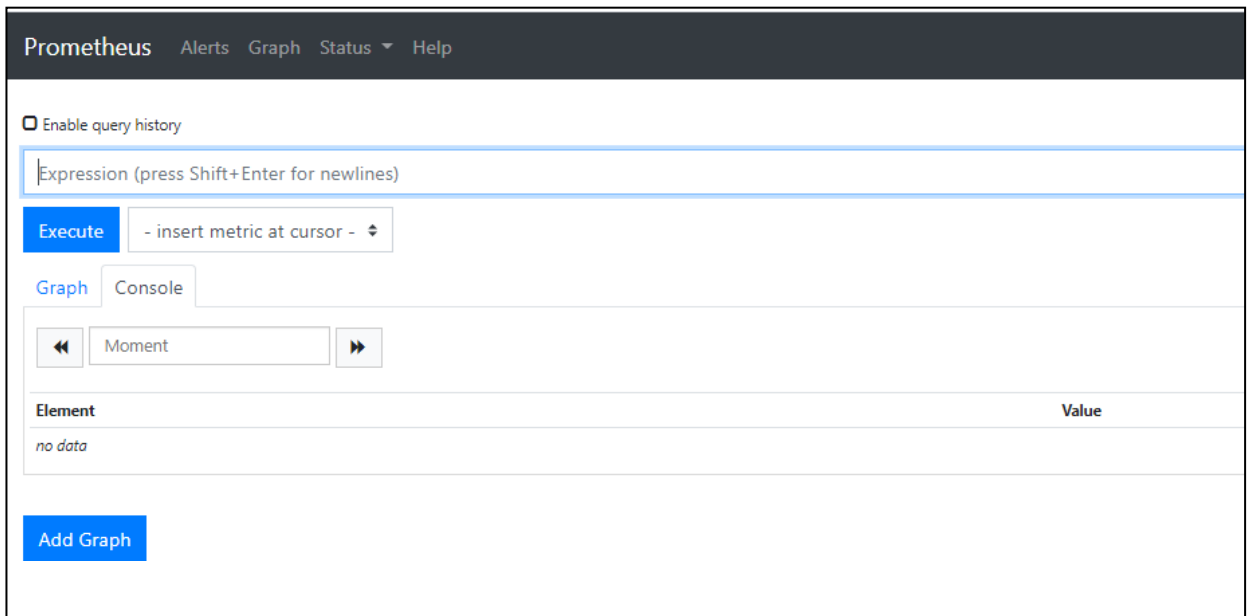 Prometheus Alerts Graph Status Help
Enable query history
Expression (press Shift+Enter for newlines)
Execute - insert metric at cursor -
Graph Console
Moment
Element Value
no data
Add Graph